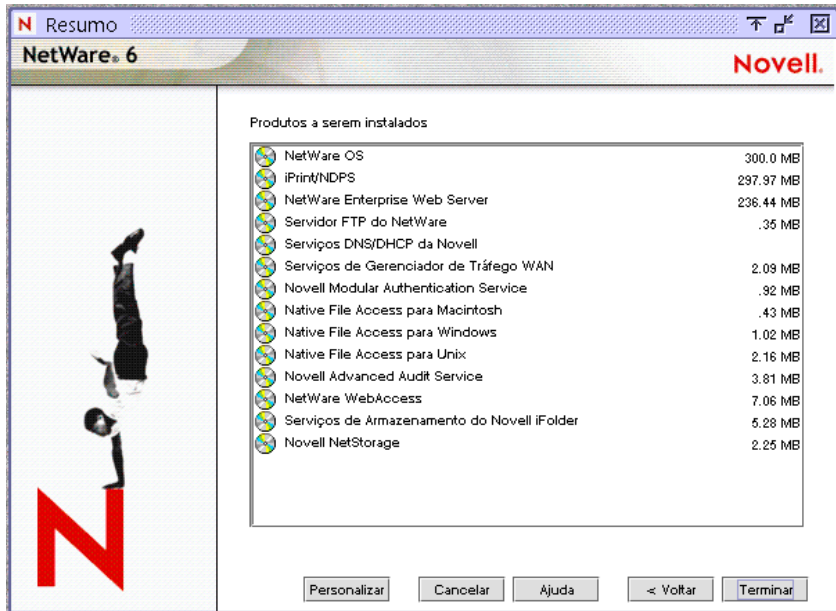 N Resumo
NetWare® 6
Novell.
Produtos a serem instalados
NetWare OS 300.0 MB
iPrint/NDPS 297.97 MB
NetWare Enterprise Web Server 236.44 MB
Servidor FTP do NetWare .35 MB
Serviços DNS/DHCP da Novell
Serviços de Gerenciador de Tráfego WAN 2.09 MB
Novell Modular Authentication Service .92 MB
Native File Access para Macintosh .43 MB
Native File Access para Windows 1.02 MB
Native File Access para Unix 2.16 MB
Novell Advanced Audit Service 3.81 MB
NetWare WebAccess 7.06 MB
Serviços de Armazenamento do Novell iFolder 5.28 MB
Novell NetStorage 2.25 MB
N
Personalizar Cancelar Ajuda < Voltar Terminar